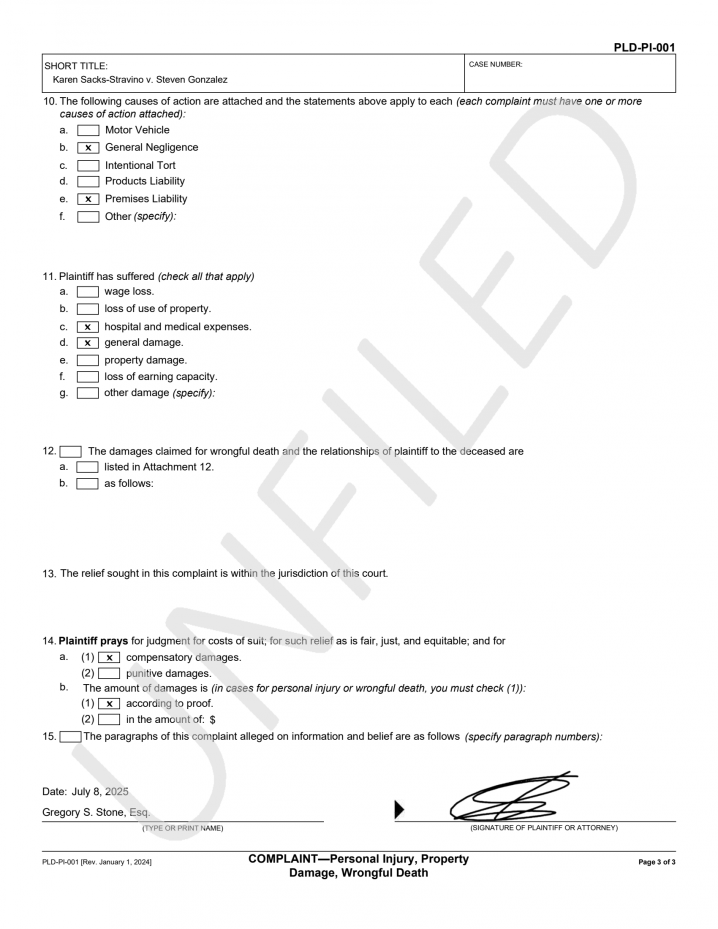 PLD-PI-001
SHORT TITLE:
Karen Sacks-Stravino v. Steven Gonzalez
CASE NUMBER:
10. The following causes of action are attached and the statements above apply to each (each complaint must have one or more
causes of action attached):
a. Motor Vehicle
b. x General Negligence
c. Intentional Tort
d. Products Liability
e. x Premises Liability
f. Other (specify):
11. Plaintiff has suffered (check all that apply)
a. wage loss.
b. loss of use of property.
c. x hospital and medical expenses.
d. x general damage.
e. property damage.
f. loss of earning capacity.
g. other damage (specify):
12. The damages claimed for wrongful death and the relationships of plaintiff to the deceased are
a. listed in Attachment 12.
b. as follows:
13. The relief sought in this complaint is within the jurisdiction of this court.
14. Plaintiff prays for judgment for costs of suit; for such relief as is fair, just, and equitable; and for
a. (1) x compensatory damages.
(2) punitive damages.
b. The amount of damages is (in cases for personal injury or wrongful death, you must check (1)):
(1) x according to proof.
(2) in the amount of: $
15. The paragraphs of this complaint alleged on information and belief are as follows (specify paragraph numbers):
Date: July 8, 2025
Gregory S. Stone, Esq.
(TYPE OR PRINT NAME)
(SIGNATURE OF PLAINTIFF OR ATTORNEY)
PLD-PI-001 [Rev. January 1, 2024]
COMPLAINT—Personal Injury, Property
Damage, Wrongful Death
Page 3 of 3
UNFILED